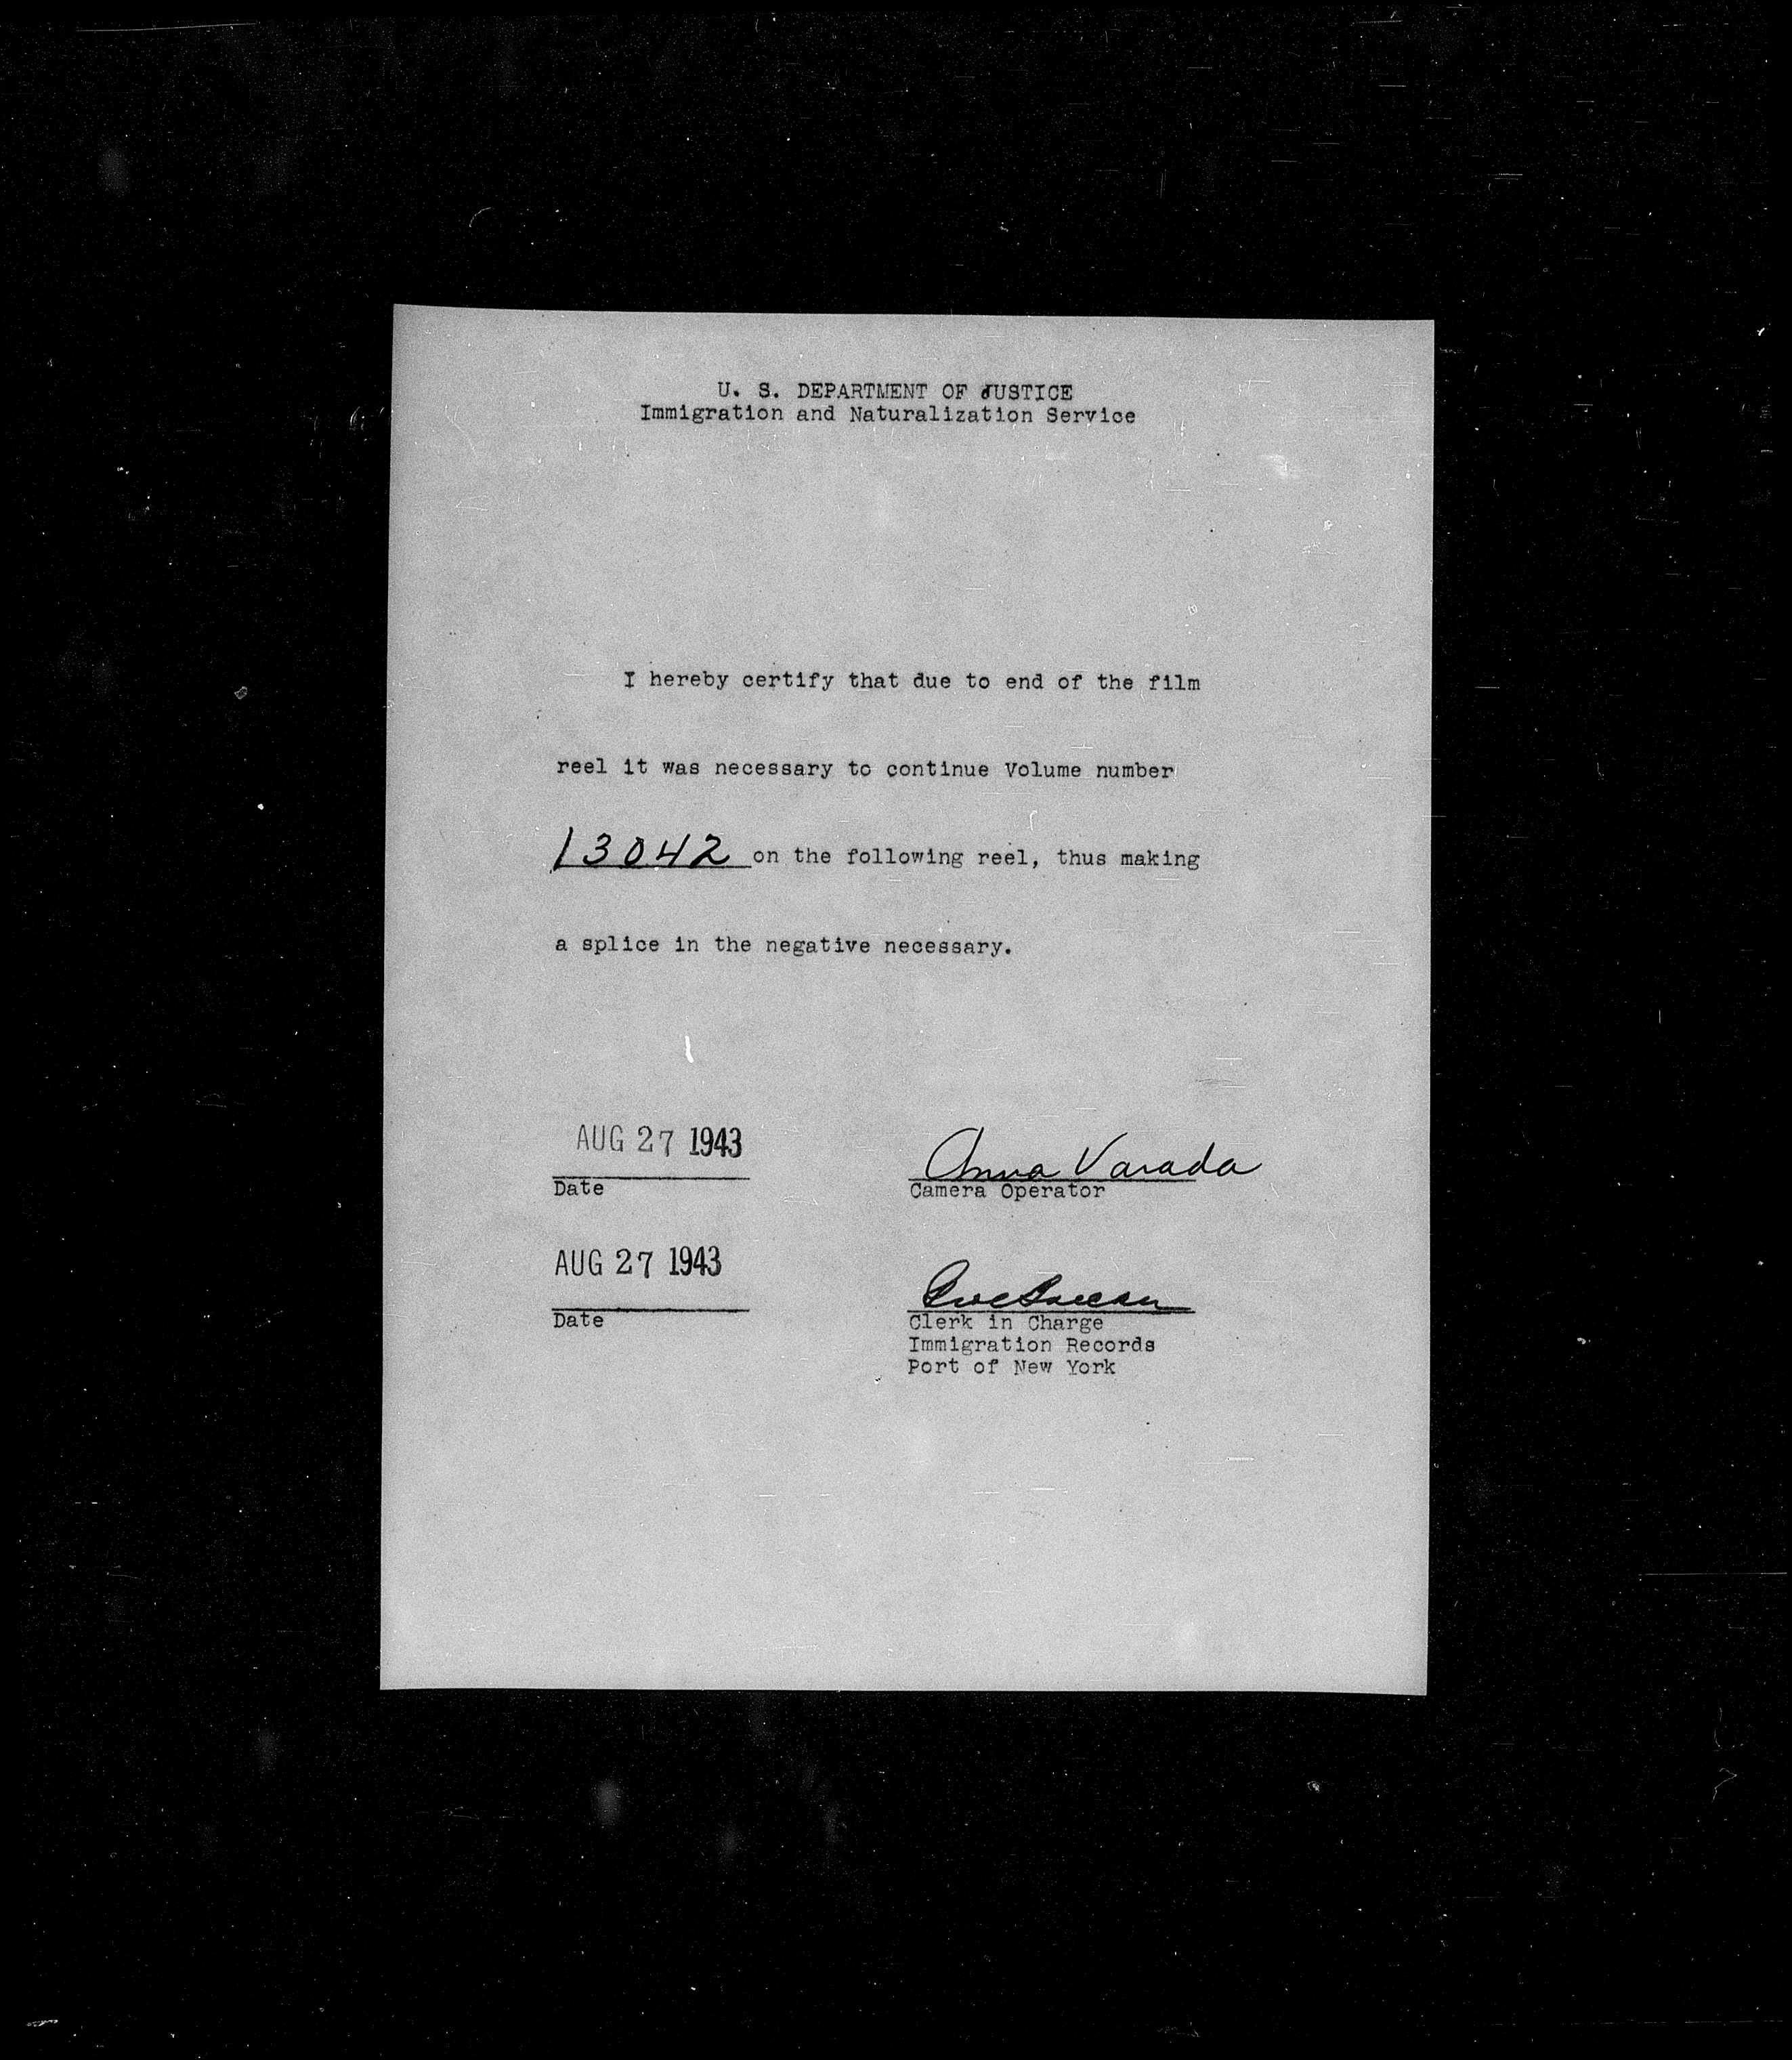 U. S. DEPARTMENT OF JUSTICE
Immigration and Naturalization Service
I hereby certify that due to end of the film
reel it was necessary to continue Volume number
13042 on the following reel, thus making
a splice in the negative necessary.
AUG 27 1943
Anna Varada
Date
Camera Operator
AUG 27 1943
Date
Clerk in Charge
Immigration Records
Port of New York